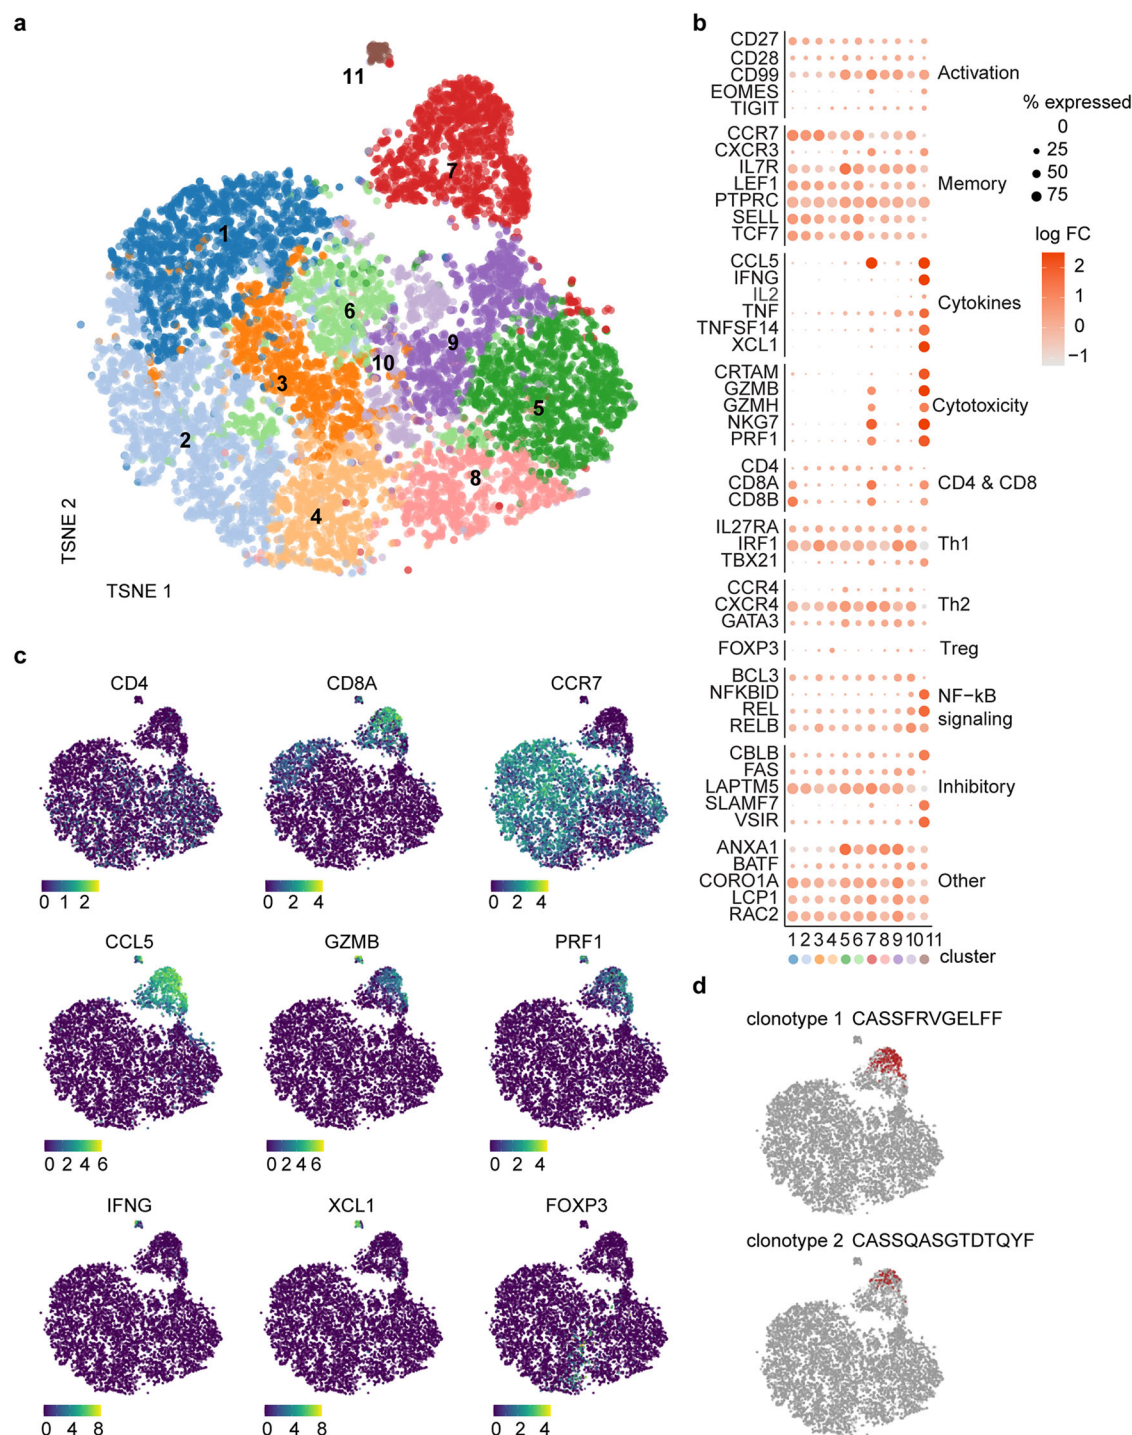 a
11
7
1
6
9
10
3
5
2
8
4
TSNE 2
TSNE 1
b
CD27
CD28
CD99
EOMES
TIGIT
Activation
CCR7
CXCR3
IL7R
LEF1
PTPRC
SELL
TCF7
Memory
CCL5
IFNG
IL2
TNF
TNFSF14
XCL1
Cytokines
CRTAM
GZMB
GZMH
NKG7
PRF1
Cytotoxicity
CD4
CD8A
CD8B
CD4 & CD8
IL27RA
IRF1
TBX21
Th1
CCR4
CXCR4
GATA3
Th2
FOXP3
Treg
BCL3
NFKBID
REL
RELB
NF−kB
signaling
CBLB
FAS
LAPTM5
SLAMF7
VSIR
Inhibitory
ANXA1
BATF
CORO1A
LCP1
RAC2
Other
1 2 3 4 5 6 7 8 9 10 11
cluster
% expressed
0
25
50
75
log FC
2
1
0
−1
c
CD4 CD8A CCR7
0 1 2 0 2 4 0 2 4
CCL5 GZMB PRF1
0 2 4 6 0 2 4 6 0 2 4
IFNG XCL1 FOXP3
0 4 8 0 4 8 0 2 4
d
clonotype 1 CASSFRVGELFF
clonotype 2 CASSQASGTDTQYF